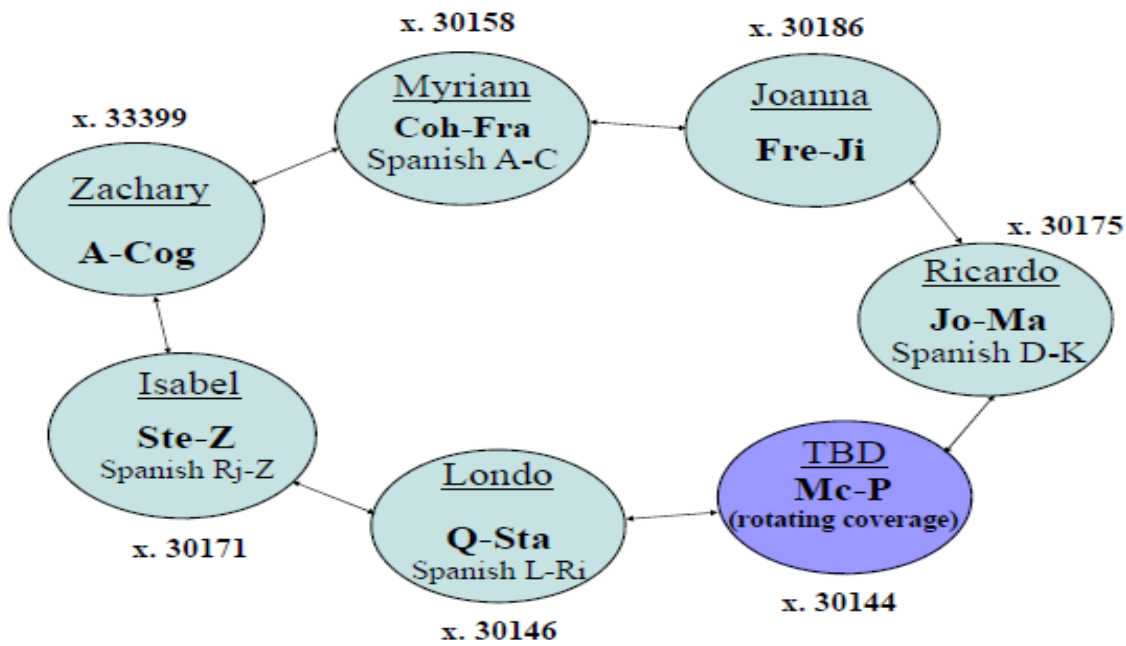 x. 30158
Myriam
Coh-Fra
Spanish A-C
x. 30186
Joanna
Fre-Ji
x. 33399
Zachary
A-Cog
x. 30175
Ricardo
Jo-Ma
Spanish D-K
Isabel
Ste-Z
Spanish Rj-Z
x. 30171
Londo
Q-Sta
Spanish L-Ri
x. 30146
TBD
Mc-P
(rotating coverage)
x. 30144